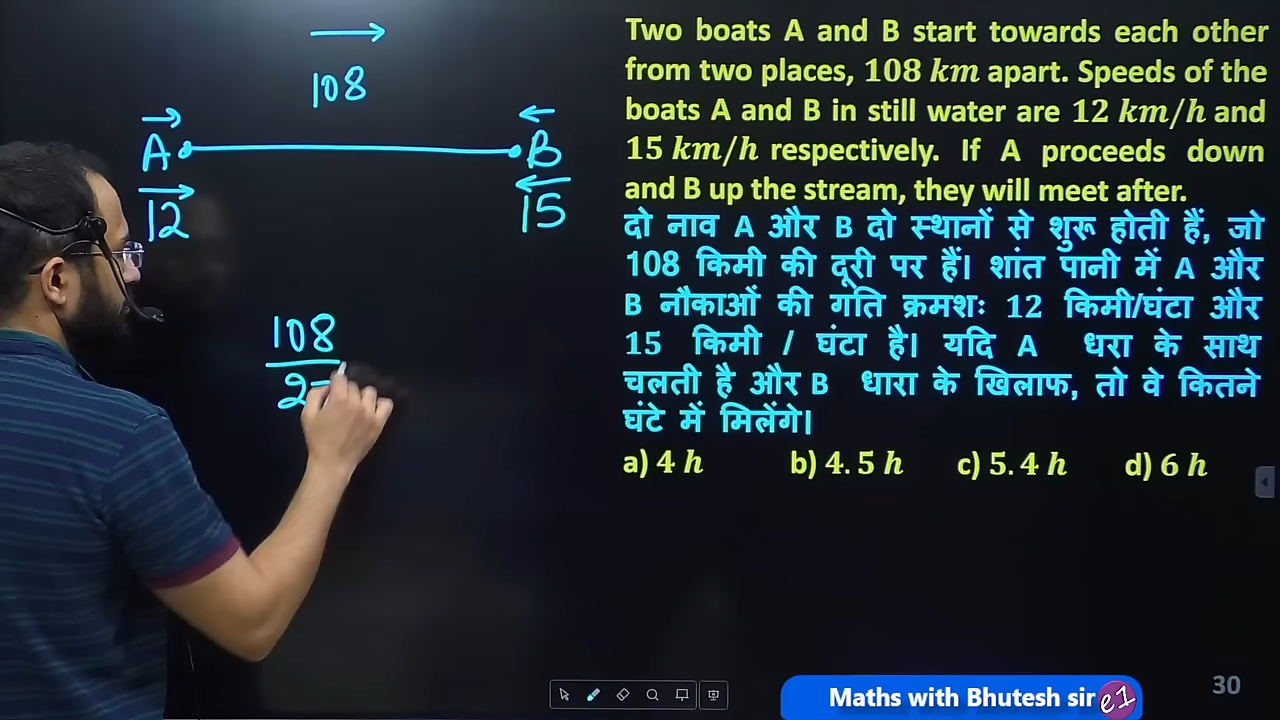 108
A B
12 15
108
27
Two boats A and B start towards each other
from two places, 108 km apart. Speeds of the
boats A and B in still water are 12 km/h and
15 km/h respectively. If A proceeds down
and B up the stream, they will meet after.
दो नाव A और B दो स्थानों से शुरू होती हैं, जो
108 किमी की दूरी पर हैं। शांत पानी में A और
B नौकाओं की गति क्रमशः 12 किमी/घंटा और
15 किमी / घंटा है। यदि A धरा के साथ
चलती है और B धारा के खिलाफ, तो वे कितने
घंटे में मिलेंगे।
a) 4 h b) 4.5 h c) 5.4 h d) 6 h
Maths with Bhutesh sir e1
30